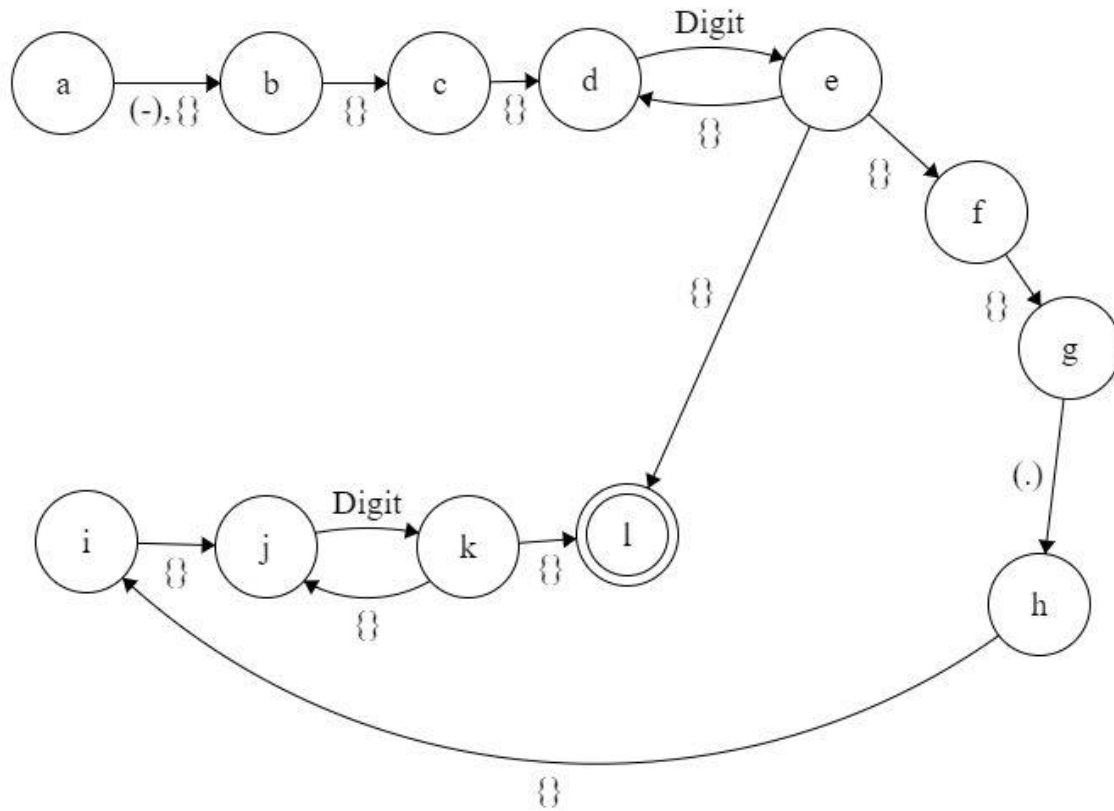 Digit
a
b
c
d
e
(-), {}
{}
{}
{}
{}
f
{}
{}
g
(.)
Digit
i
j
k
l
{}
{}
{}
h
{}